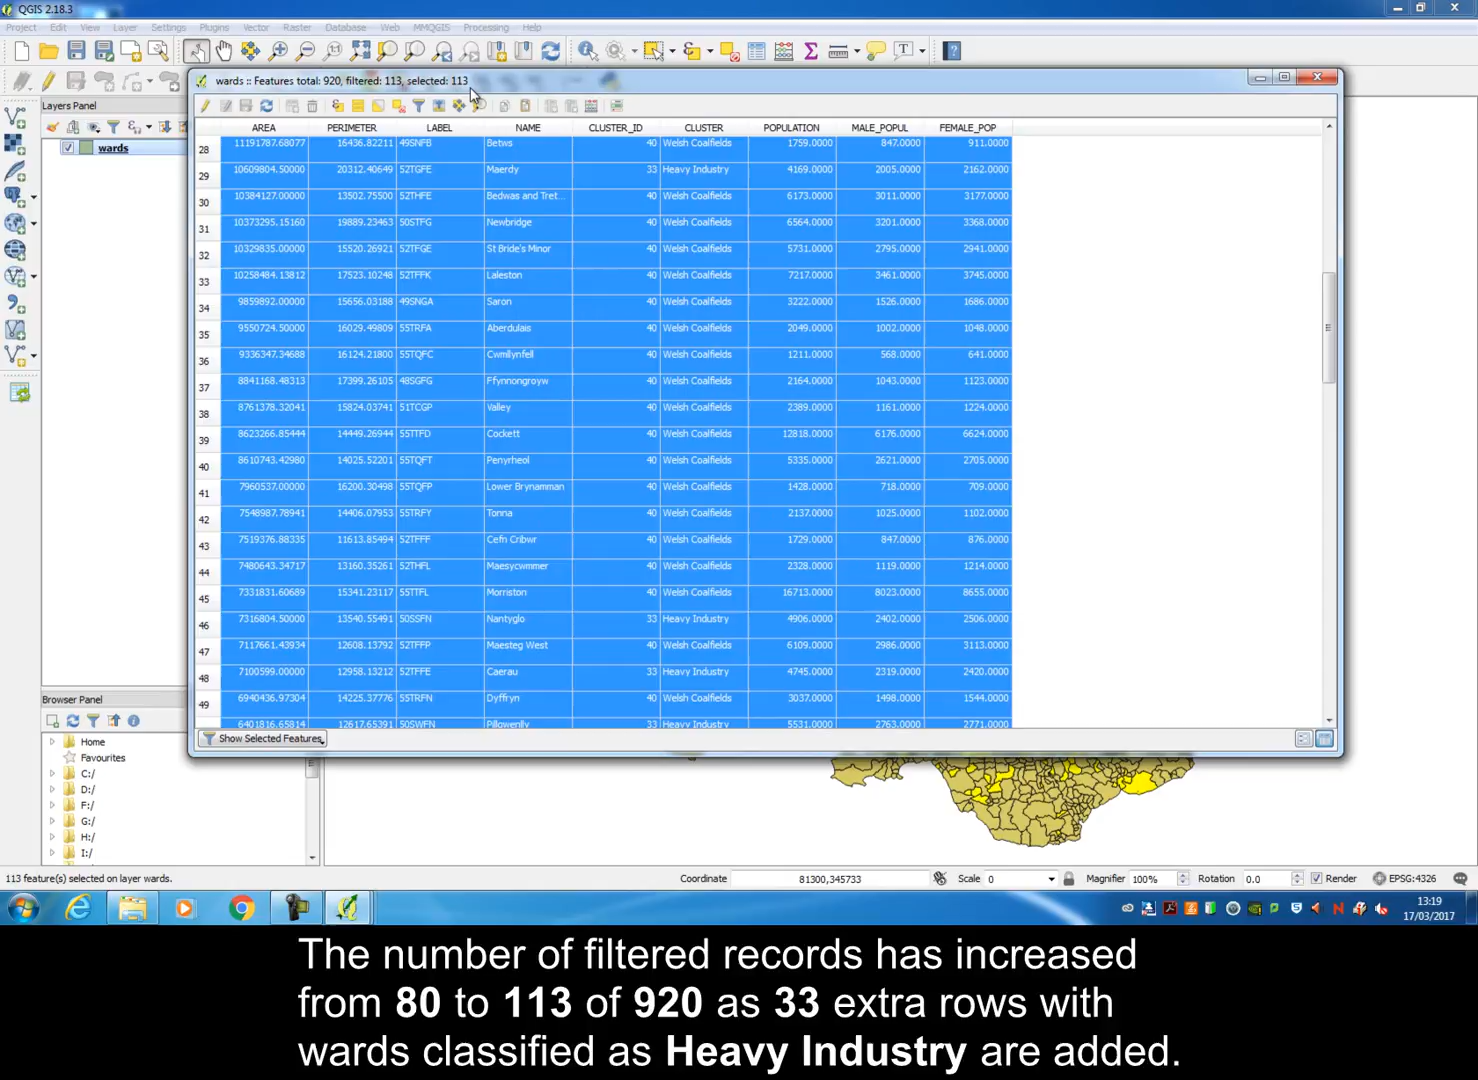 QGIS 2.18.3
Project Edit View Layer Settings Plugins Vector Raster Database Web MMQGIS Processing Help
wards :: Features total: 920, filtered: 113, selected: 113
Layers Panel
wards
AREA PERIMETER LABEL NAME CLUSTER_ID CLUSTER POPULATION MALE_POPUL FEMALE_POP
28 11191787.68077 16436.82211 49SNFB Betws 40 Welsh Coalfields 1759.0000 847.0000 911.0000
29 10609804.50000 20312.40649 52TGFE Maerdy 33 Heavy Industry 4169.0000 2005.0000 2162.0000
30 10384127.00000 13502.75500 52THFE Bedwas and Tret... 40 Welsh Coalfields 6173.0000 3011.0000 3177.0000
31 10373295.15160 19889.23463 50STFG Newbridge 40 Welsh Coalfields 6564.0000 3201.0000 3368.0000
32 10329835.00000 15520.26921 52TFGE St Bride's Minor 40 Welsh Coalfields 5731.0000 2795.0000 2941.0000
33 10258484.13812 17523.10248 52TFFK Laleston 40 Welsh Coalfields 7217.0000 3461.0000 3745.0000
34 9859892.00000 15656.03188 49SNGA Saron 40 Welsh Coalfields 3222.0000 1526.0000 1686.0000
35 9550724.50000 16029.49809 55TRFA Aberdulais 40 Welsh Coalfields 2049.0000 1002.0000 1048.0000
36 9336347.34688 16124.21800 55TQFC Cwmllynfell 40 Welsh Coalfields 1211.0000 568.0000 641.0000
37 8841168.48313 17399.26105 48SGFG Ffynnongroyw 40 Welsh Coalfields 2164.0000 1043.0000 1123.0000
38 8761378.32041 15824.03741 51TCGP Valley 40 Welsh Coalfields 2389.0000 1161.0000 1224.0000
39 8623266.85444 14449.26944 55TTFD Cockett 40 Welsh Coalfields 12818.0000 6176.0000 6624.0000
40 8610743.42980 14025.52201 55TQFT Penyrheol 40 Welsh Coalfields 5335.0000 2621.0000 2705.0000
41 7960537.00000 16200.30498 55TQFP Lower Brynamman 40 Welsh Coalfields 1428.0000 718.0000 709.0000
42 7548987.78941 14406.07953 55TRFY Tonna 40 Welsh Coalfields 2137.0000 1025.0000 1102.0000
43 7519376.88335 11613.85494 52TFFF Cefn Cribwr 40 Welsh Coalfields 1729.0000 847.0000 876.0000
44 7480643.34717 13160.35261 52THFL Maesycwmmer 40 Welsh Coalfields 2328.0000 1119.0000 1214.0000
45 7331831.60689 15341.23117 55TTFL Morriston 40 Welsh Coalfields 16713.0000 8023.0000 8655.0000
46 7316804.50000 13540.55491 50SSFN Nantyglo 33 Heavy Industry 4906.0000 2402.0000 2506.0000
47 7117661.43934 12608.13792 52TFFP Maesteg West 40 Welsh Coalfields 6109.0000 2986.0000 3113.0000
48 7100599.00000 12958.13212 52TFFE Caerau 33 Heavy Industry 4745.0000 2319.0000 2420.0000
49 6940436.97304 14225.37776 55TRFN Dyffryn 40 Welsh Coalfields 3037.0000 1498.0000 1544.0000
6401816.65814 12617.65391 50SWFN Pillgwenlly 33 Heavy Industry 5531.0000 2763.0000 2771.0000
Show Selected Features
Browser Panel
Home
Favourites
C:/
D:/
F:/
G:/
H:/
I:/
113 feature(s) selected on layer wards.
Coordinate 81300,345733 Scale 0 Magnifier 100% Rotation 0.0 Render EPSG:4326
13:19
17/03/2017
The number of filtered records has increased
from 80 to 113 of 920 as 33 extra rows with
wards classified as Heavy Industry are added.